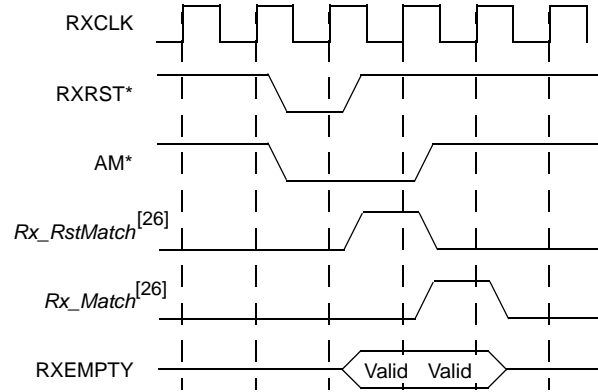 RXCLK
RXRST*
AM*
Rx_RstMatch[26]
Rx_Match[26]
RXEMPTY Valid Valid